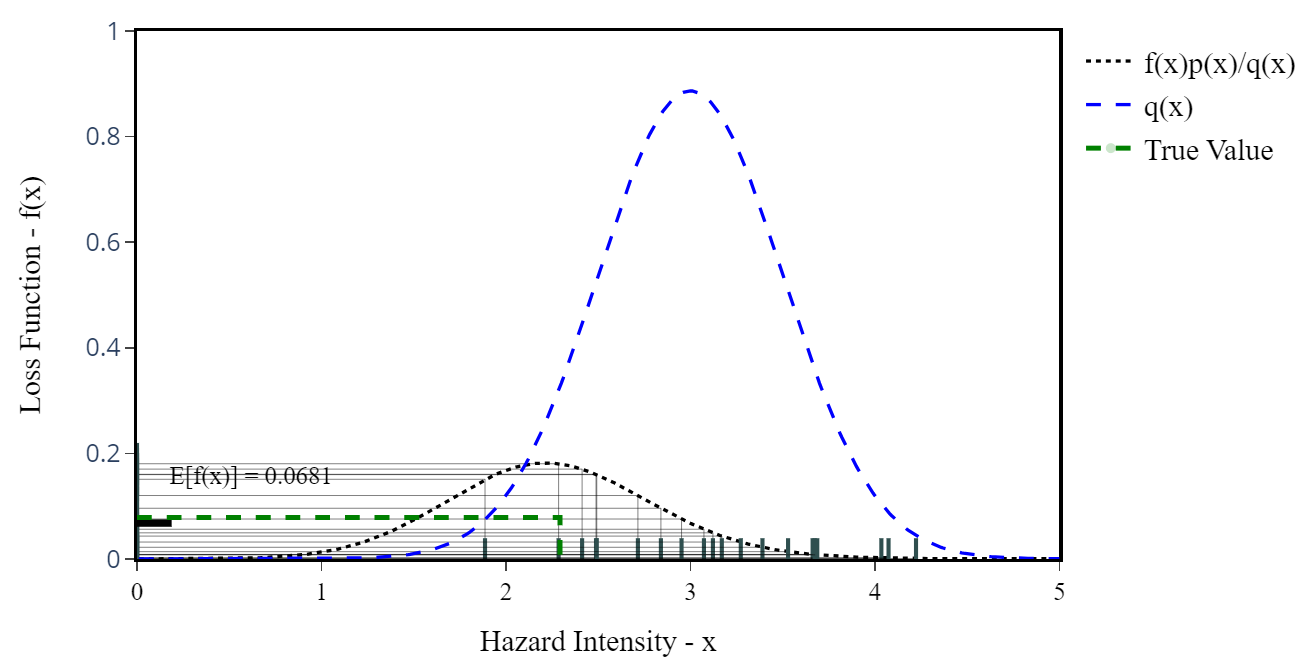 1
0.8
0.6
0.4
0.2
0
Loss Function - f(x)
E[f(x)] = 0.0681
0 1 2 3 4 5
Hazard Intensity - x
f(x)p(x)/q(x)
q(x)
True Value